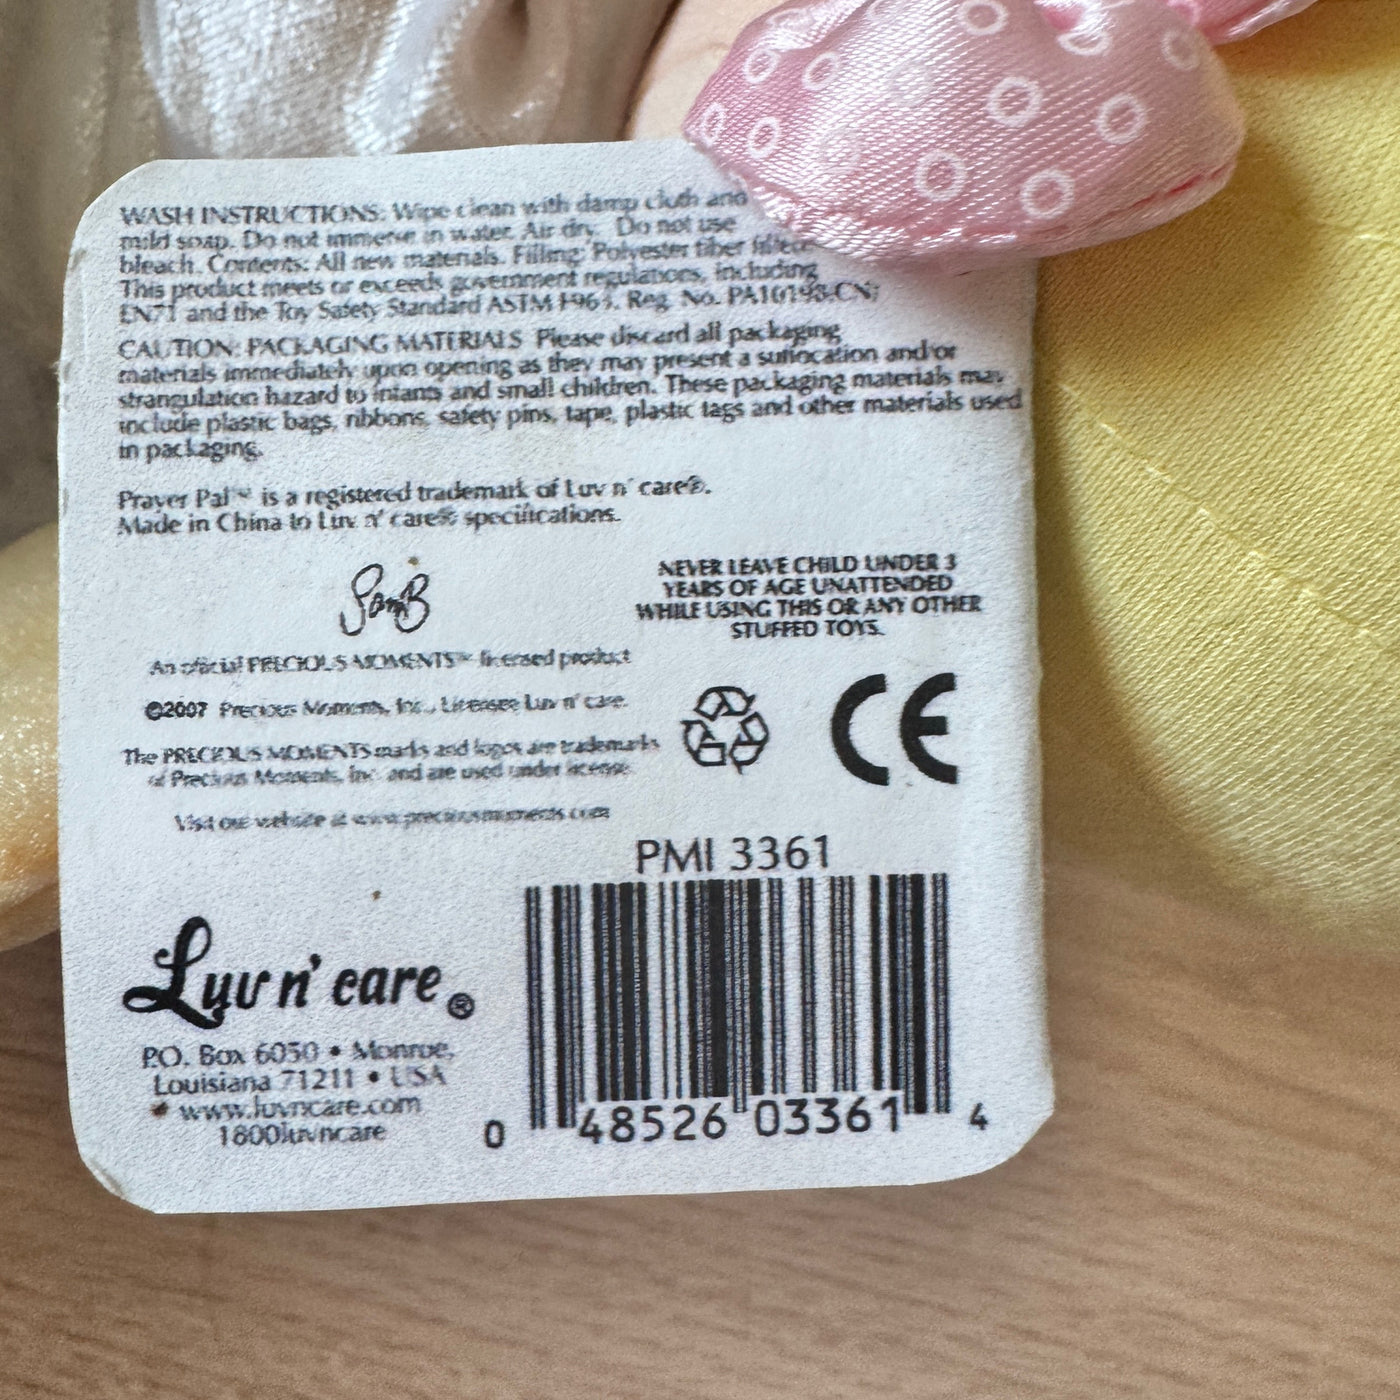 WASH INSTRUCTIONS: Wipe clean with damp cloth and
mild soap. Do not immerse in water. Air dry. Do not use
bleach. Contents: All new materials. Filling: Polyester fiber
This product meets or exceeds government regulations, including
EN71 and the Toy Safety Standard ASTM F963. Reg. No. PA10198-CN;
CAUTION: PACKAGING MATERIALS Please discard all packaging
materials immediately upon opening as they may present a suffocation and/or
strangulation hazard to infants and small children. These packaging materials may
include plastic bags, ribbons, safety pins, tape, plastic tags and other materials used
in packaging.
Prayer Pal™ is a registered trademark of Luv n' care®.
Made in China to Luv n' care® specifications.
SamB
NEVER LEAVE CHILD UNDER 3
YEARS OF AGE UNATTENDED
WHILE USING THIS OR ANY OTHER
STUFFED TOYS.
An official PRECIOUS MOMENTS™ licensed product
©2007 Precious Moments, Inc., Licensee Luv n' care.
The PRECIOUS MOMENTS marks and logos are trademarks
of Precious Moments, Inc. and are used under license.
Visit our website at www.preciousmoments.com
CE
PMI 3361
Luv n' care®
P.O. Box 6050 • Monroe,
Louisiana 71211 • USA
www.luvncare.com
1800luvncare
0 48526 03361 4